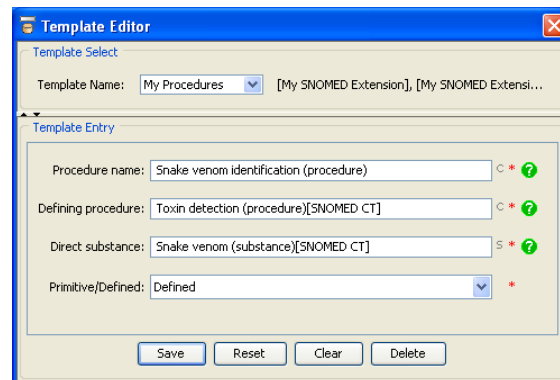 Template Editor
Template Select
Template Name: My Procedures [My SNOMED Extension], [My SNOMED Extensi...
Template Entry
Procedure name: Snake venom identification (procedure) C * ?
Defining procedure: Toxin detection (procedure)[SNOMED CT] C * ?
Direct substance: Snake venom (substance)[SNOMED CT] S * ?
Primitive/Defined: Defined *
Save Reset Clear Delete